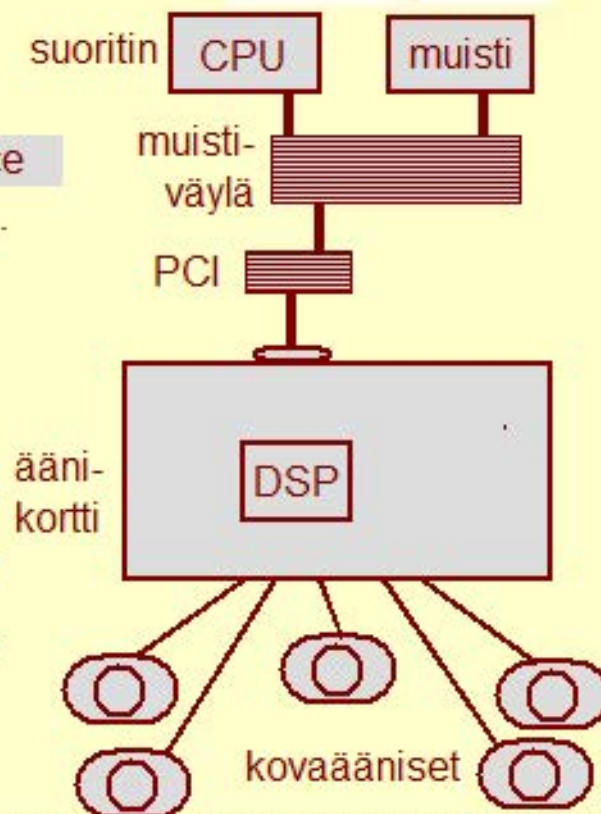 suoritin CPU muisti
muisti-
väylä
PCI
ääni-
kortti
DSP
kovaääniset